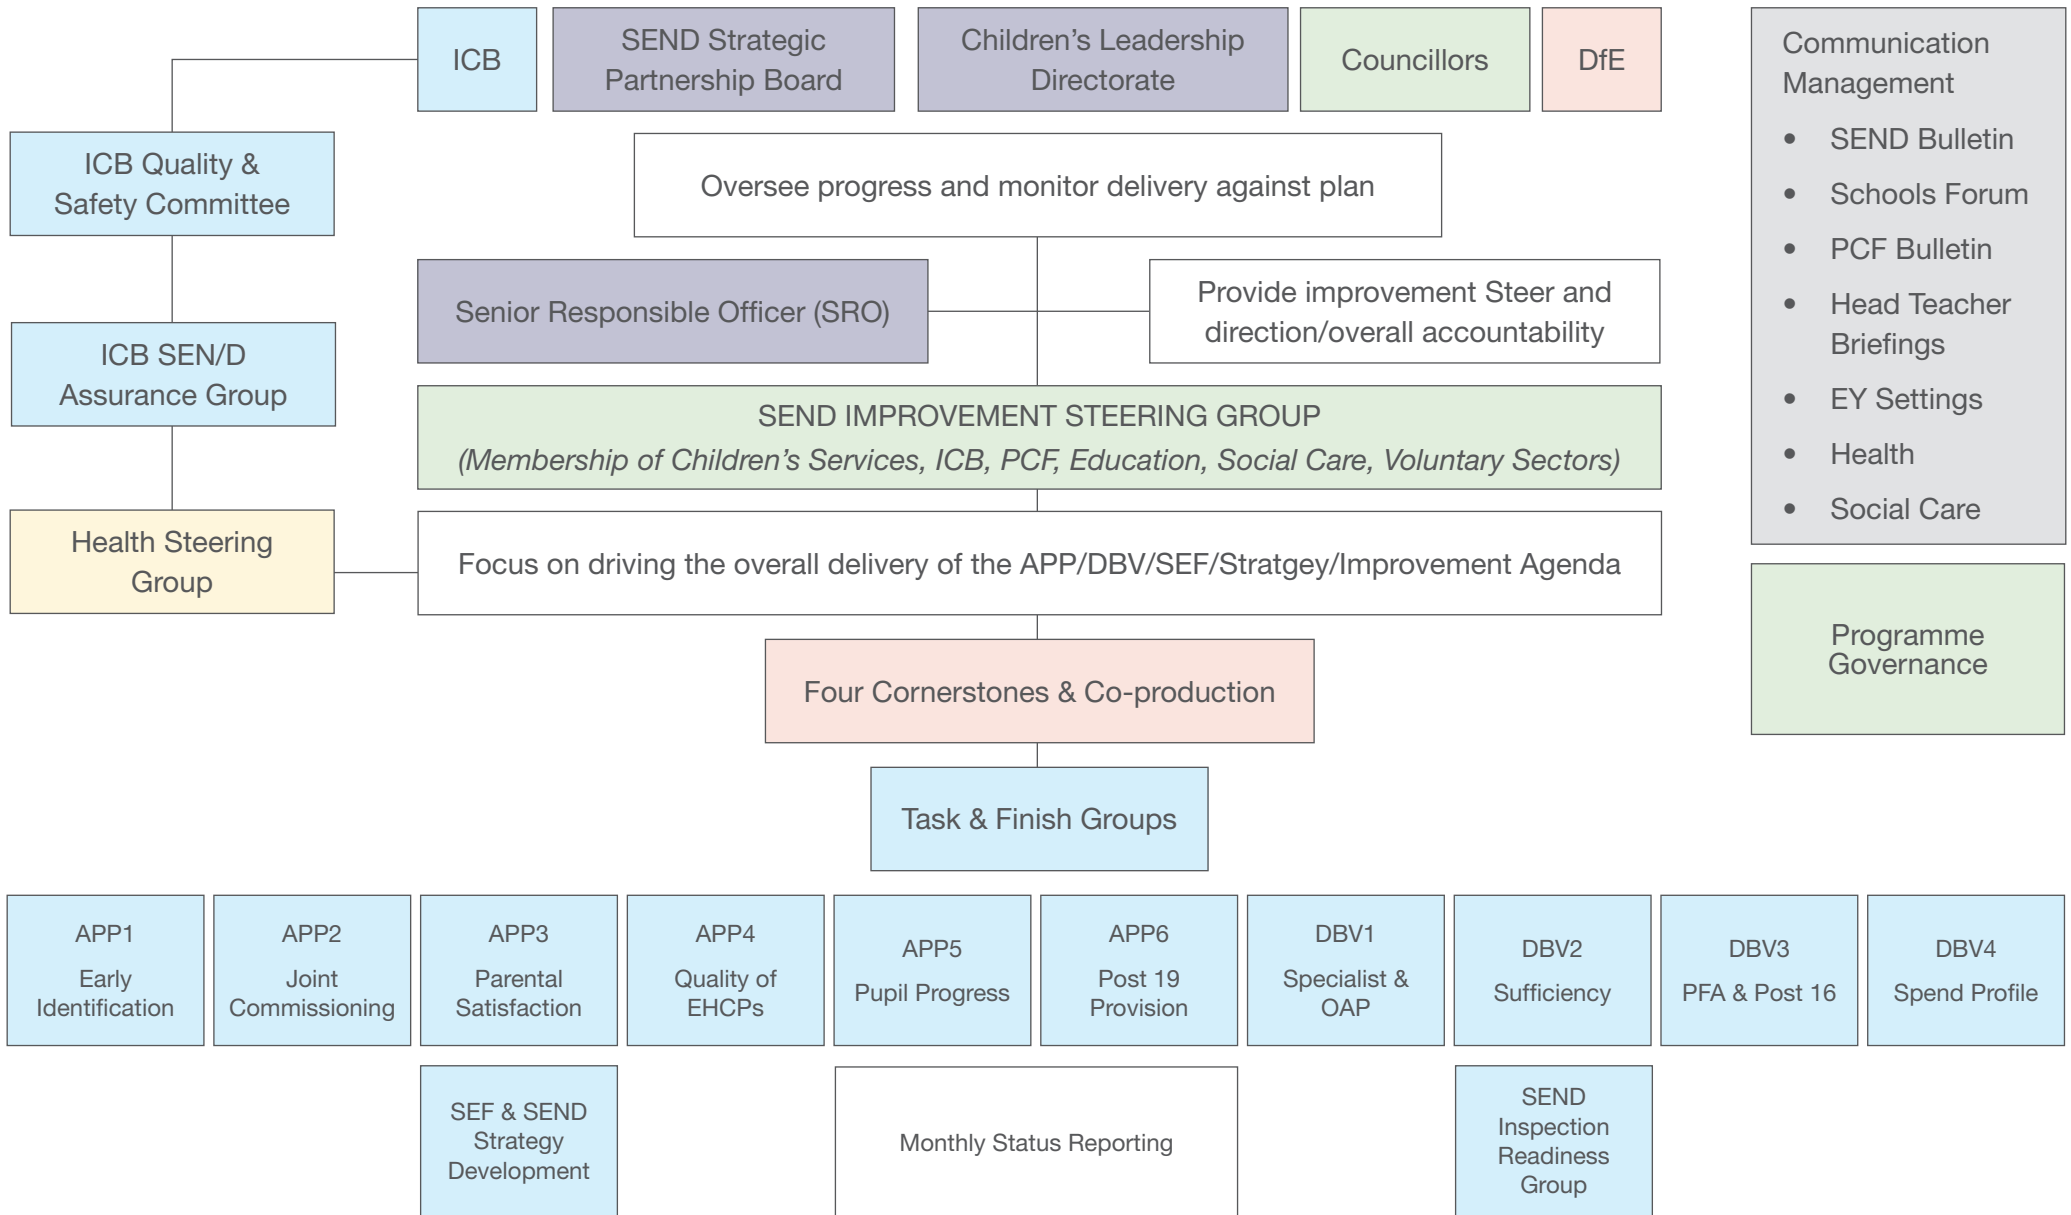 ICB
SEND Strategic
Partnership Board
Children’s Leadership
Directorate
Councillors
DfE
Communication
Management
• SEND Bulletin
• Schools Forum
• PCF Bulletin
• Head Teacher
Briefings
• EY Settings
• Health
• Social Care
ICB Quality &
Safety Committee
Oversee progress and monitor delivery against plan
Senior Responsible Officer (SRO)
Provide improvement Steer and
direction/overall accountability
ICB SEN/D
Assurance Group
SEND IMPROVEMENT STEERING GROUP
(Membership of Children’s Services, ICB, PCF, Education, Social Care, Voluntary Sectors)
Health Steering
Group
Focus on driving the overall delivery of the APP/DBV/SEF/Stratgey/Improvement Agenda
Programme
Governance
Four Cornerstones & Co-production
Task & Finish Groups
APP1
Early
Identification
APP2
Joint
Commissioning
APP3
Parental
Satisfaction
APP4
Quality of
EHCPs
APP5
Pupil Progress
APP6
Post 19
Provision
DBV1
Specialist &
OAP
DBV2
Sufficiency
DBV3
PFA & Post 16
DBV4
Spend Profile
SEF & SEND
Strategy
Development
Monthly Status Reporting
SEND
Inspection
Readiness
Group